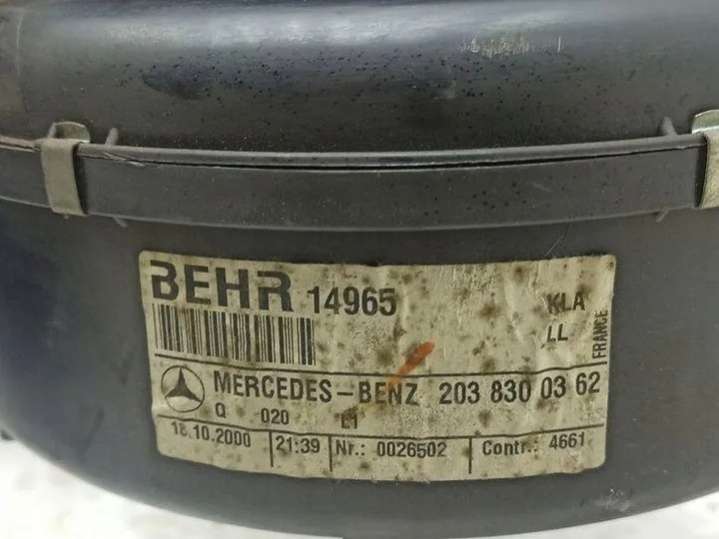 BEHR 14965 KLA
LL
FRANCE
MERCEDES-BENZ 203 830 03 62
Q 020 L1
18.10.2000 21:39 Nr.: 0026502 Contr.: 4661